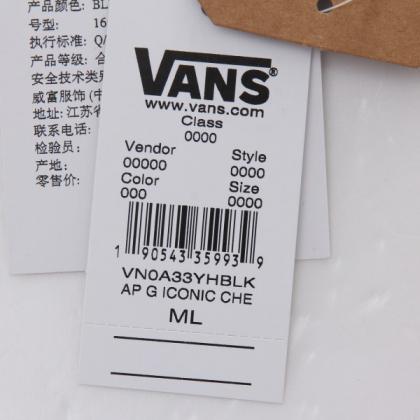 产品颜色: BL
号型: 16
执行标准: Q/
产品等级: 合
安全技术类别
威富服饰 (中
地址: 江苏省
联系电话:
检验员:
产地:
零售价:
VANS®
www.vans.com
Class
0000
Vendor Style
00000 0000
Color Size
000 0000
1 90543 35993 9
VN0A33YHBLK
AP G ICONIC CHE
ML